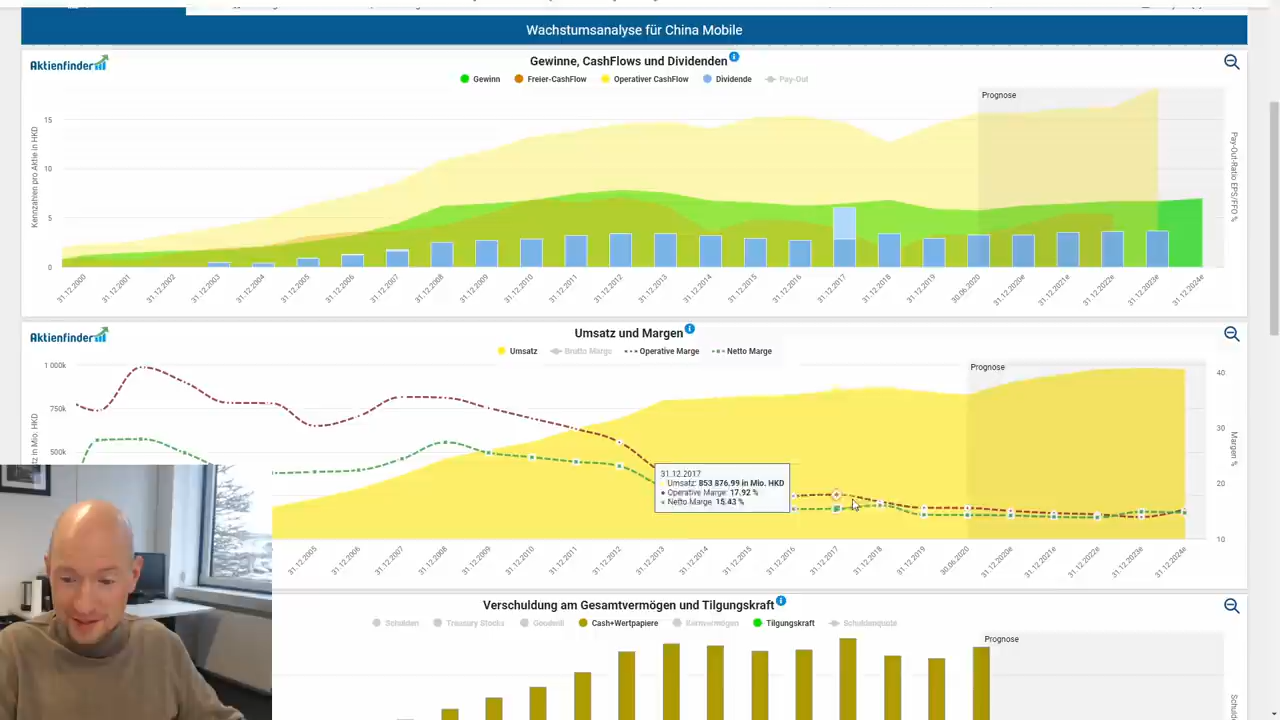 Wachstumsanalyse für China Mobile
Aktienfinder
Gewinne, CashFlows und Dividenden
Gewinn Freier-CashFlow Operativer CashFlow Dividende Pay-Out
Prognose
Kennzahlen pro Aktie in HKD
15
10
5
0
Pay-Out-Ratio EPS/FFO %
31.12.2000 31.12.2001 31.12.2002 31.12.2003 31.12.2004 31.12.2005 31.12.2006 31.12.2007 31.12.2008 31.12.2009 31.12.2010 31.12.2011 31.12.2012 31.12.2013 31.12.2014 31.12.2015 31.12.2016 31.12.2017 31.12.2018 31.12.2019 30.06.2020 31.12.2020e 31.12.2021e 31.12.2022e 31.12.2023e 31.12.2024e
Aktienfinder
Umsatz und Margen
Umsatz Brutto Marge Operative Marge Netto Marge
1 000k
750k
500k
tz in Mio. HKD
Prognose
40
30
20
10
Margen %
31.12.2017
Umsatz: 853 876,99 in Mio. HKD
Operative Marge: 17.92 %
Netto Marge: 15.43 %
31.12.2005 31.12.2006 31.12.2007 31.12.2008 31.12.2009 31.12.2010 31.12.2011 31.12.2012 31.12.2013 31.12.2014 31.12.2015 31.12.2016 31.12.2017 31.12.2018 31.12.2019 30.06.2020 31.12.2020e 31.12.2021e 31.12.2022e 31.12.2023e 31.12.2024e
Verschuldung am Gesamtvermögen und Tilgungskraft
Schulden Treasury Stocks Goodwill Cash+Wertpapiere Kernvermögen Tilgungskraft Schuldenquote
Prognose